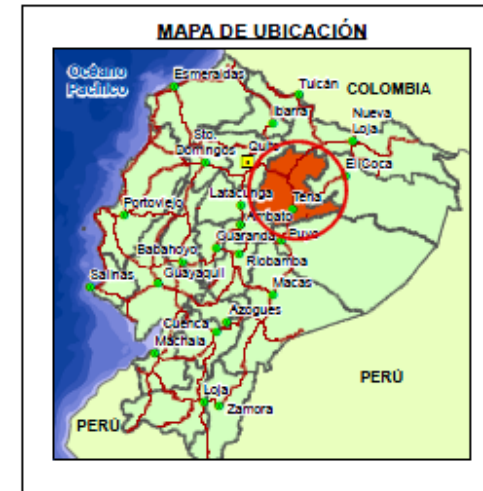 MAPA DE UBICACIÓN
Océano
Pacífico
Esmeraldas
Tulcán
COLOMBIA
Ibarra
Nueva
Loja
Sto.
Domingos
Quito
El Coca
Latacunga
Tena
Portoviejo
Ambato
Guaranda
Puyo
Babahoyo
Riobamba
Salinas
Guayaquil
Macas
Azogues
Cuenca
Machala
PERÚ
Loja
Zamora
PERÚ